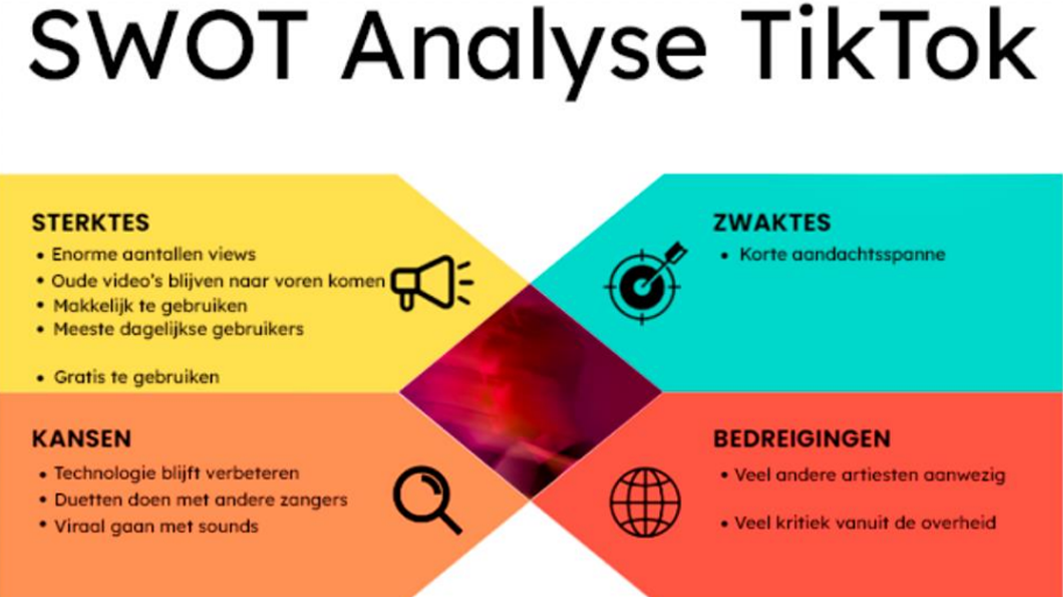 SWOT Analyse TikTok
STERKTES
• Enorme aantallen views
• Oude video's blijven naar voren komen
• Makkelijk te gebruiken
• Meeste dagelijkse gebruikers
• Gratis te gebruiken
ZWAKTES
• Korte aandachtsspanne
KANSEN
• Technologie blijft verbeteren
• Duetten doen met andere zangers
• Viraal gaan met sounds
BEDREIGINGEN
• Veel andere artiesten aanwezig
• Veel kritiek vanuit de overheid